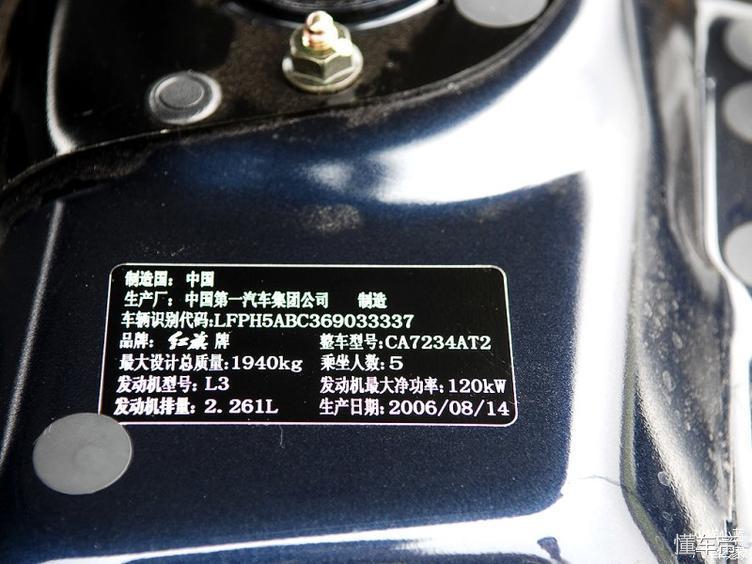 制造国：中国
生产厂：中国第一汽车集团公司 制造
车辆识别代码:LFPH5ABC369033337
品牌：红旗 牌 整车型号:CA7234AT2
最大设计总质量:1940kg 乘坐人数:5
发动机型号:L3 发动机最大净功率:120kW
发动机排量:2.261L 生产日期:2006/08/14
懂车帝